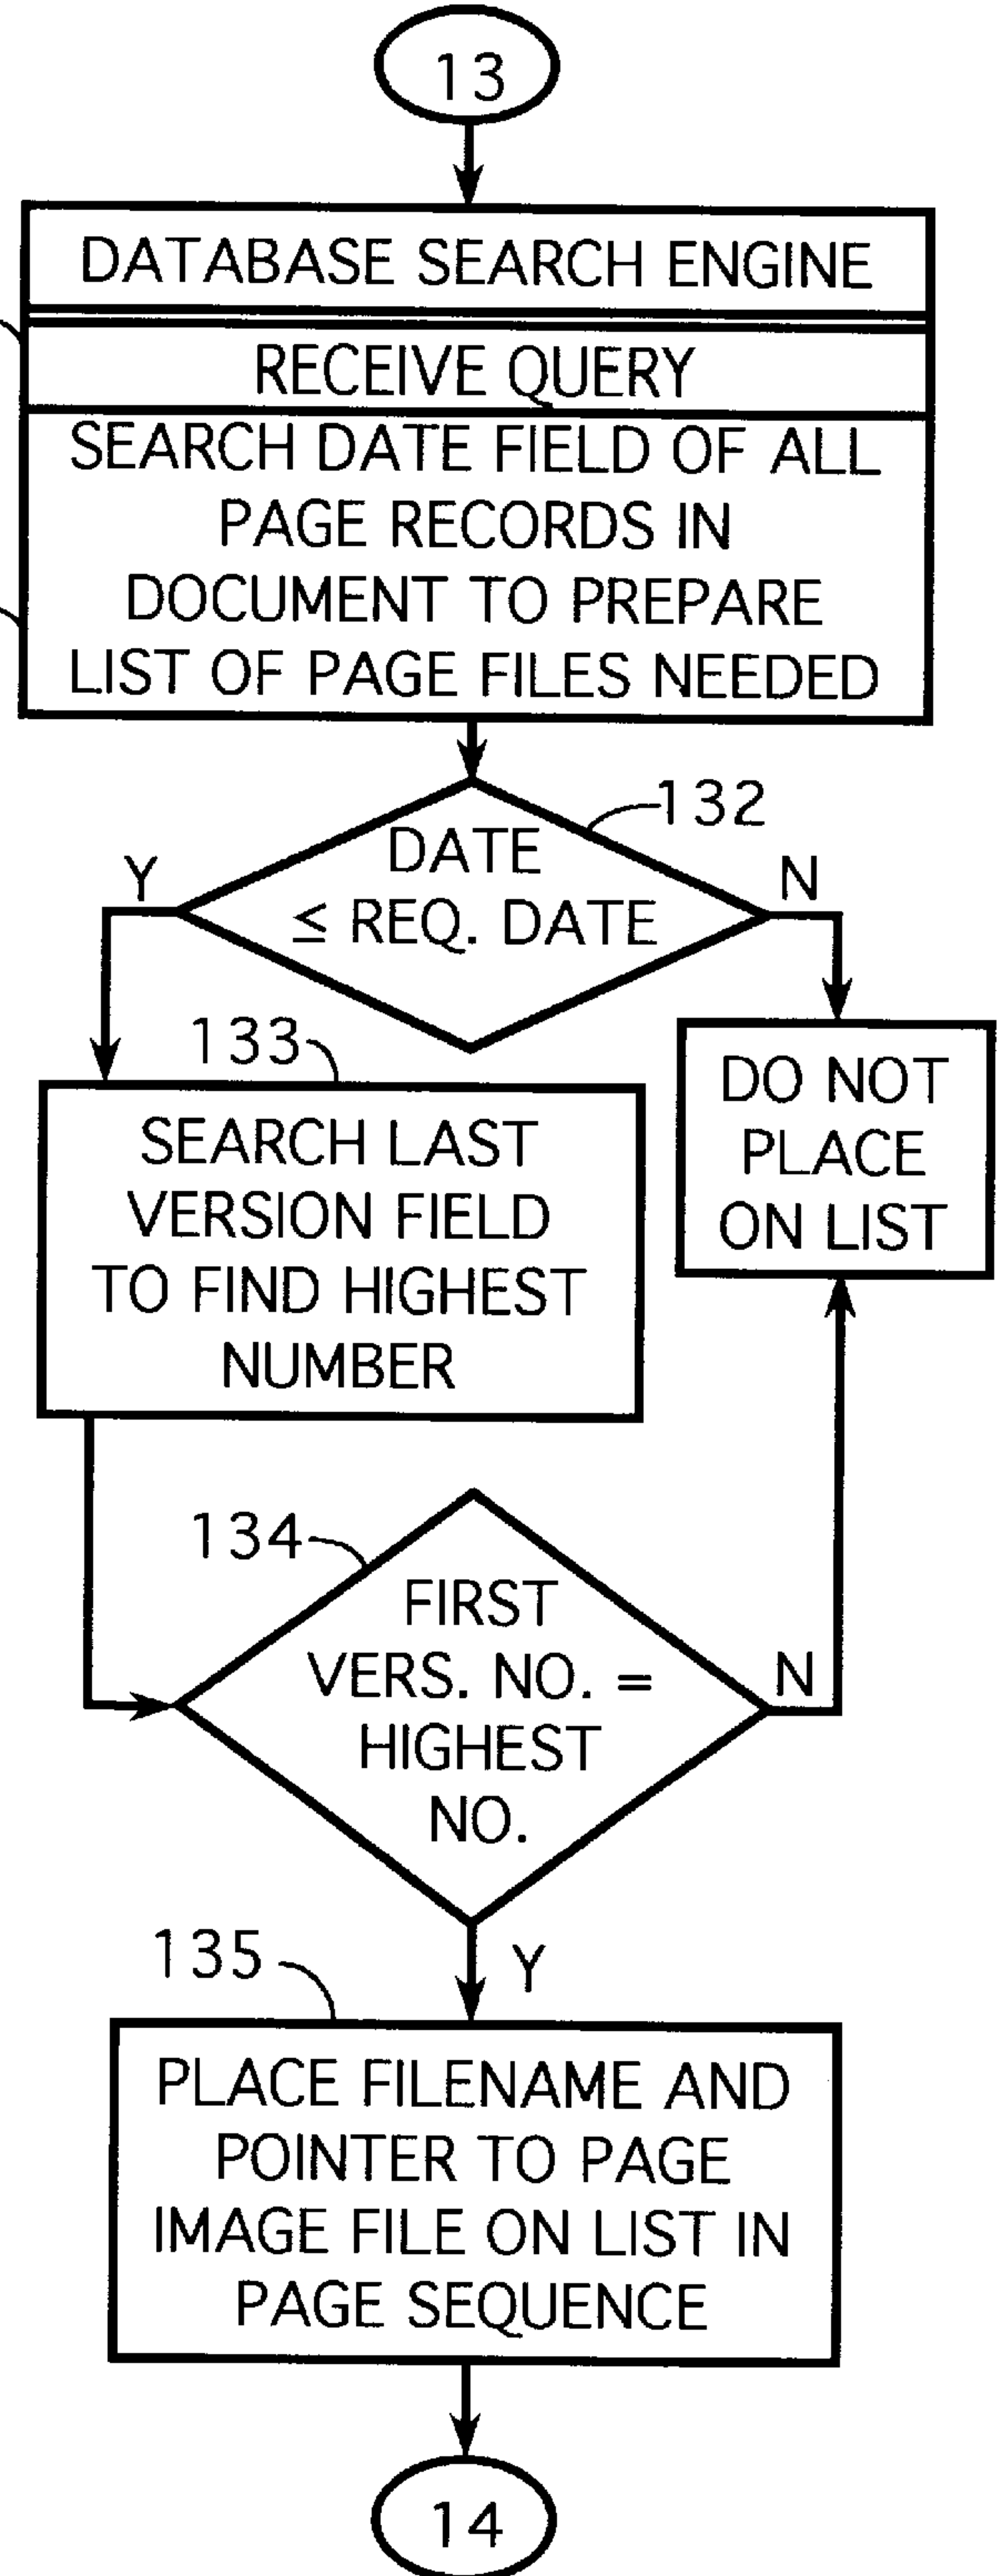 13
DATABASE SEARCH ENGINE
RECEIVE QUERY
SEARCH DATE FIELD OF ALL
PAGE RECORDS IN
DOCUMENT TO PREPARE
LIST OF PAGE FILES NEEDED
132
DATE
≤ REQ. DATE
Y
N
133
SEARCH LAST
VERSION FIELD
TO FIND HIGHEST
NUMBER
DO NOT
PLACE
ON LIST
134
FIRST
VERS. NO. =
HIGHEST
NO.
N
Y
135
PLACE FILENAME AND
POINTER TO PAGE
IMAGE FILE ON LIST IN
PAGE SEQUENCE
14